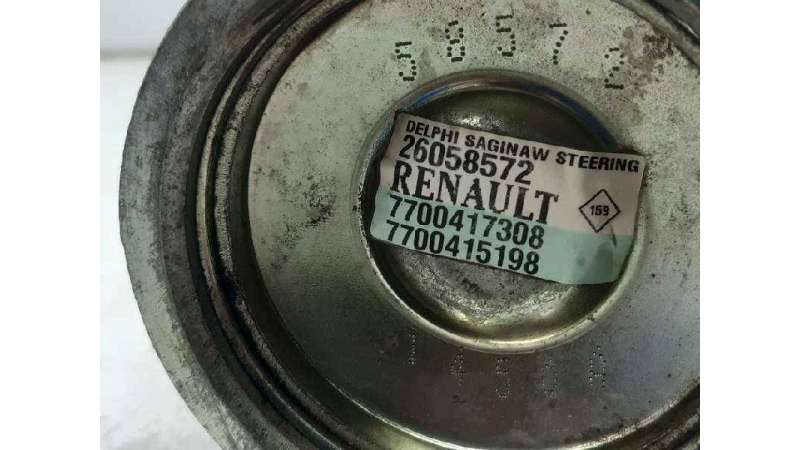 58572
DELPHI SAGINAW STEERING
26058572
RENAULT
159
7700417308
7700415198